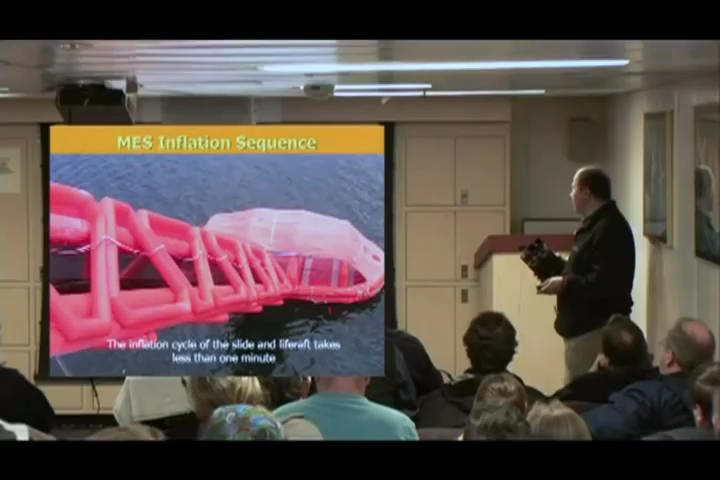 MES Inflation Sequence
The inflation cycle of the slide and liferaft takes
less than one minute